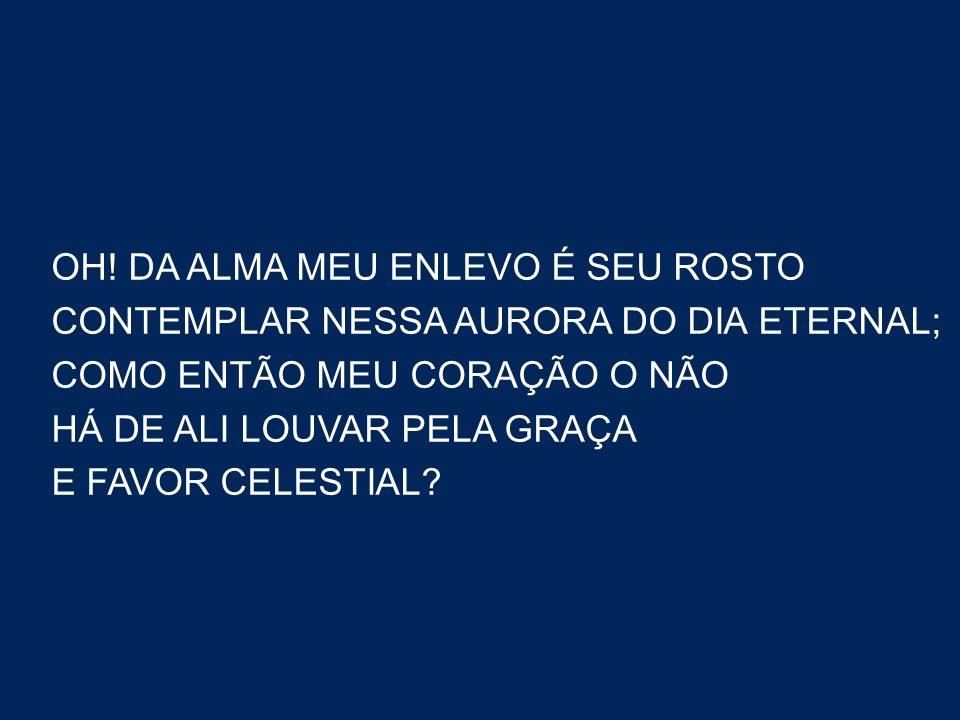 OH! DA ALMA MEU ENLEVO É SEU ROSTO
CONTEMPLAR NESSA AURORA DO DIA ETERNAL;
COMO ENTÃO MEU CORAÇÃO O NÃO
HÁ DE ALI LOUVAR PELA GRAÇA
E FAVOR CELESTIAL?